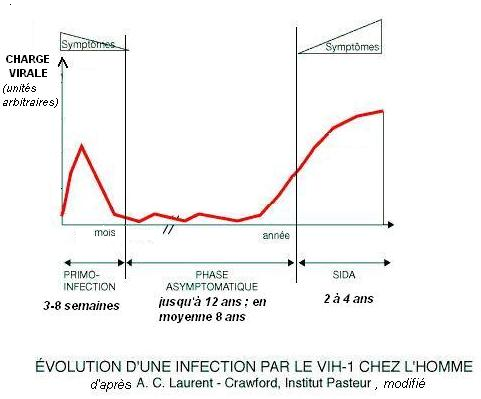 Symptômes
Symptômes
CHARGE
VIRALE
(unités
arbitraires)
mois
//
année
PRIMO-
INFECTION
3-8 semaines
PHASE
ASYMPTOMATIQUE
jusqu'à 12 ans ; en
moyenne 8 ans
SIDA
2 à 4 ans
ÉVOLUTION D'UNE INFECTION PAR LE VIH-1 CHEZ L'HOMME
d'après A. C. Laurent - Crawford, Institut Pasteur , modifié